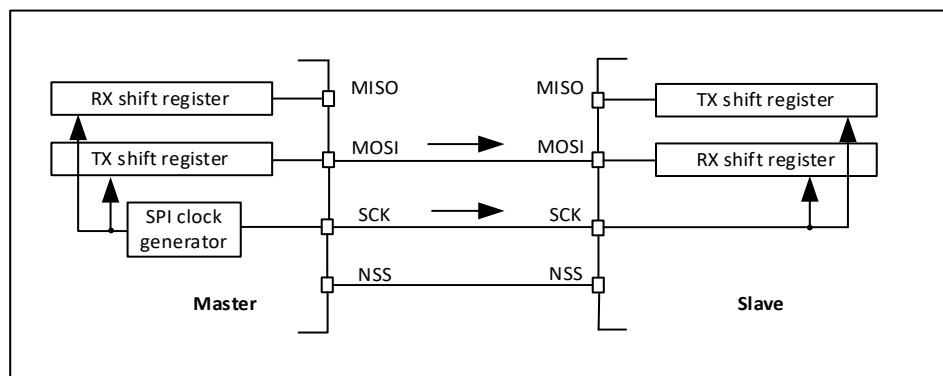 RX shift register
MISO
MISO
TX shift register
TX shift register
MOSI
MOSI
RX shift register
SPI clock
generator
SCK
SCK
NSS
NSS
Master
Slave